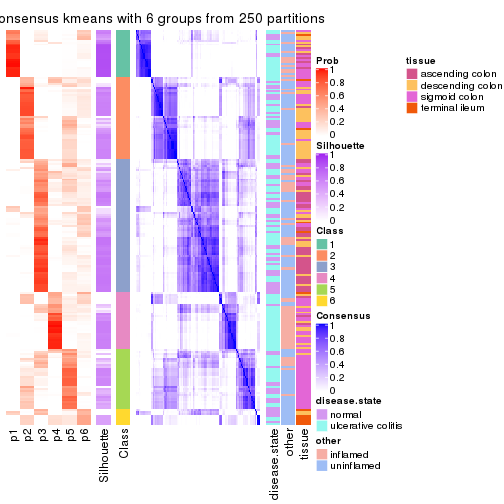 onsensus kmeans with 6 groups from 250 partitions
p1
p2
p3
p4
p5
p6
Silhouette
Class
disease.state
other
tissue
Prob
1
0.8
0.6
0.4
0.2
0
Silhouette
1
0.8
0.6
0.4
0.2
0
Class
1
2
3
4
5
6
Consensus
1
0.8
0.6
0.4
0.2
0
disease.state
normal
ulcerative colitis
other
inflamed
uninflamed
tissue
ascending colon
descending colon
sigmoid colon
terminal ileum